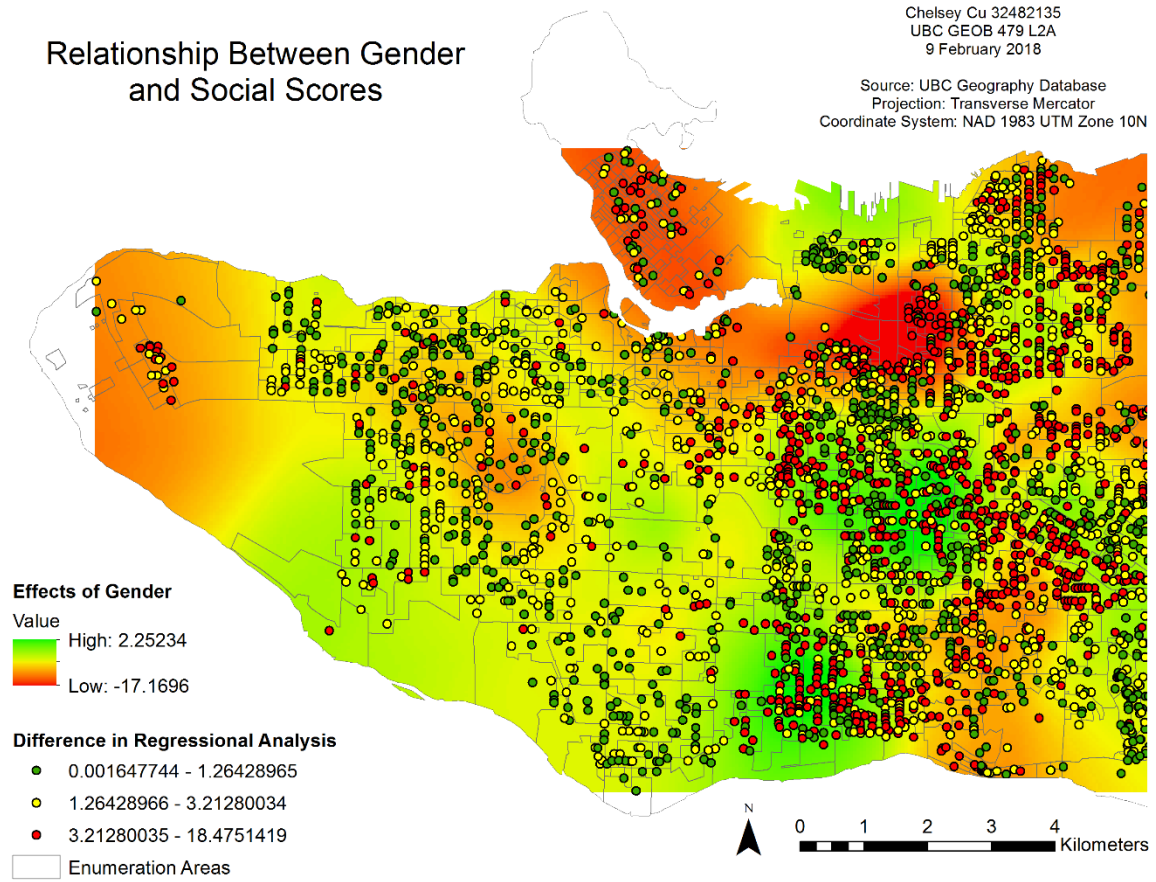 Relationship Between Gender
and Social Scores
Chelsey Cu 32482135
UBC GEOB 479 L2A
9 February 2018
Source: UBC Geography Database
Projection: Transverse Mercator
Coordinate System: NAD 1983 UTM Zone 10N
Effects of Gender
Value
High: 2.25234
Low: -17.1696
Difference in Regressional Analysis
0.001647744 - 1.26428965
1.26428966 - 3.21280034
3.21280035 - 18.4751419
Enumeration Areas
N
0 1 2 3 4
Kilometers